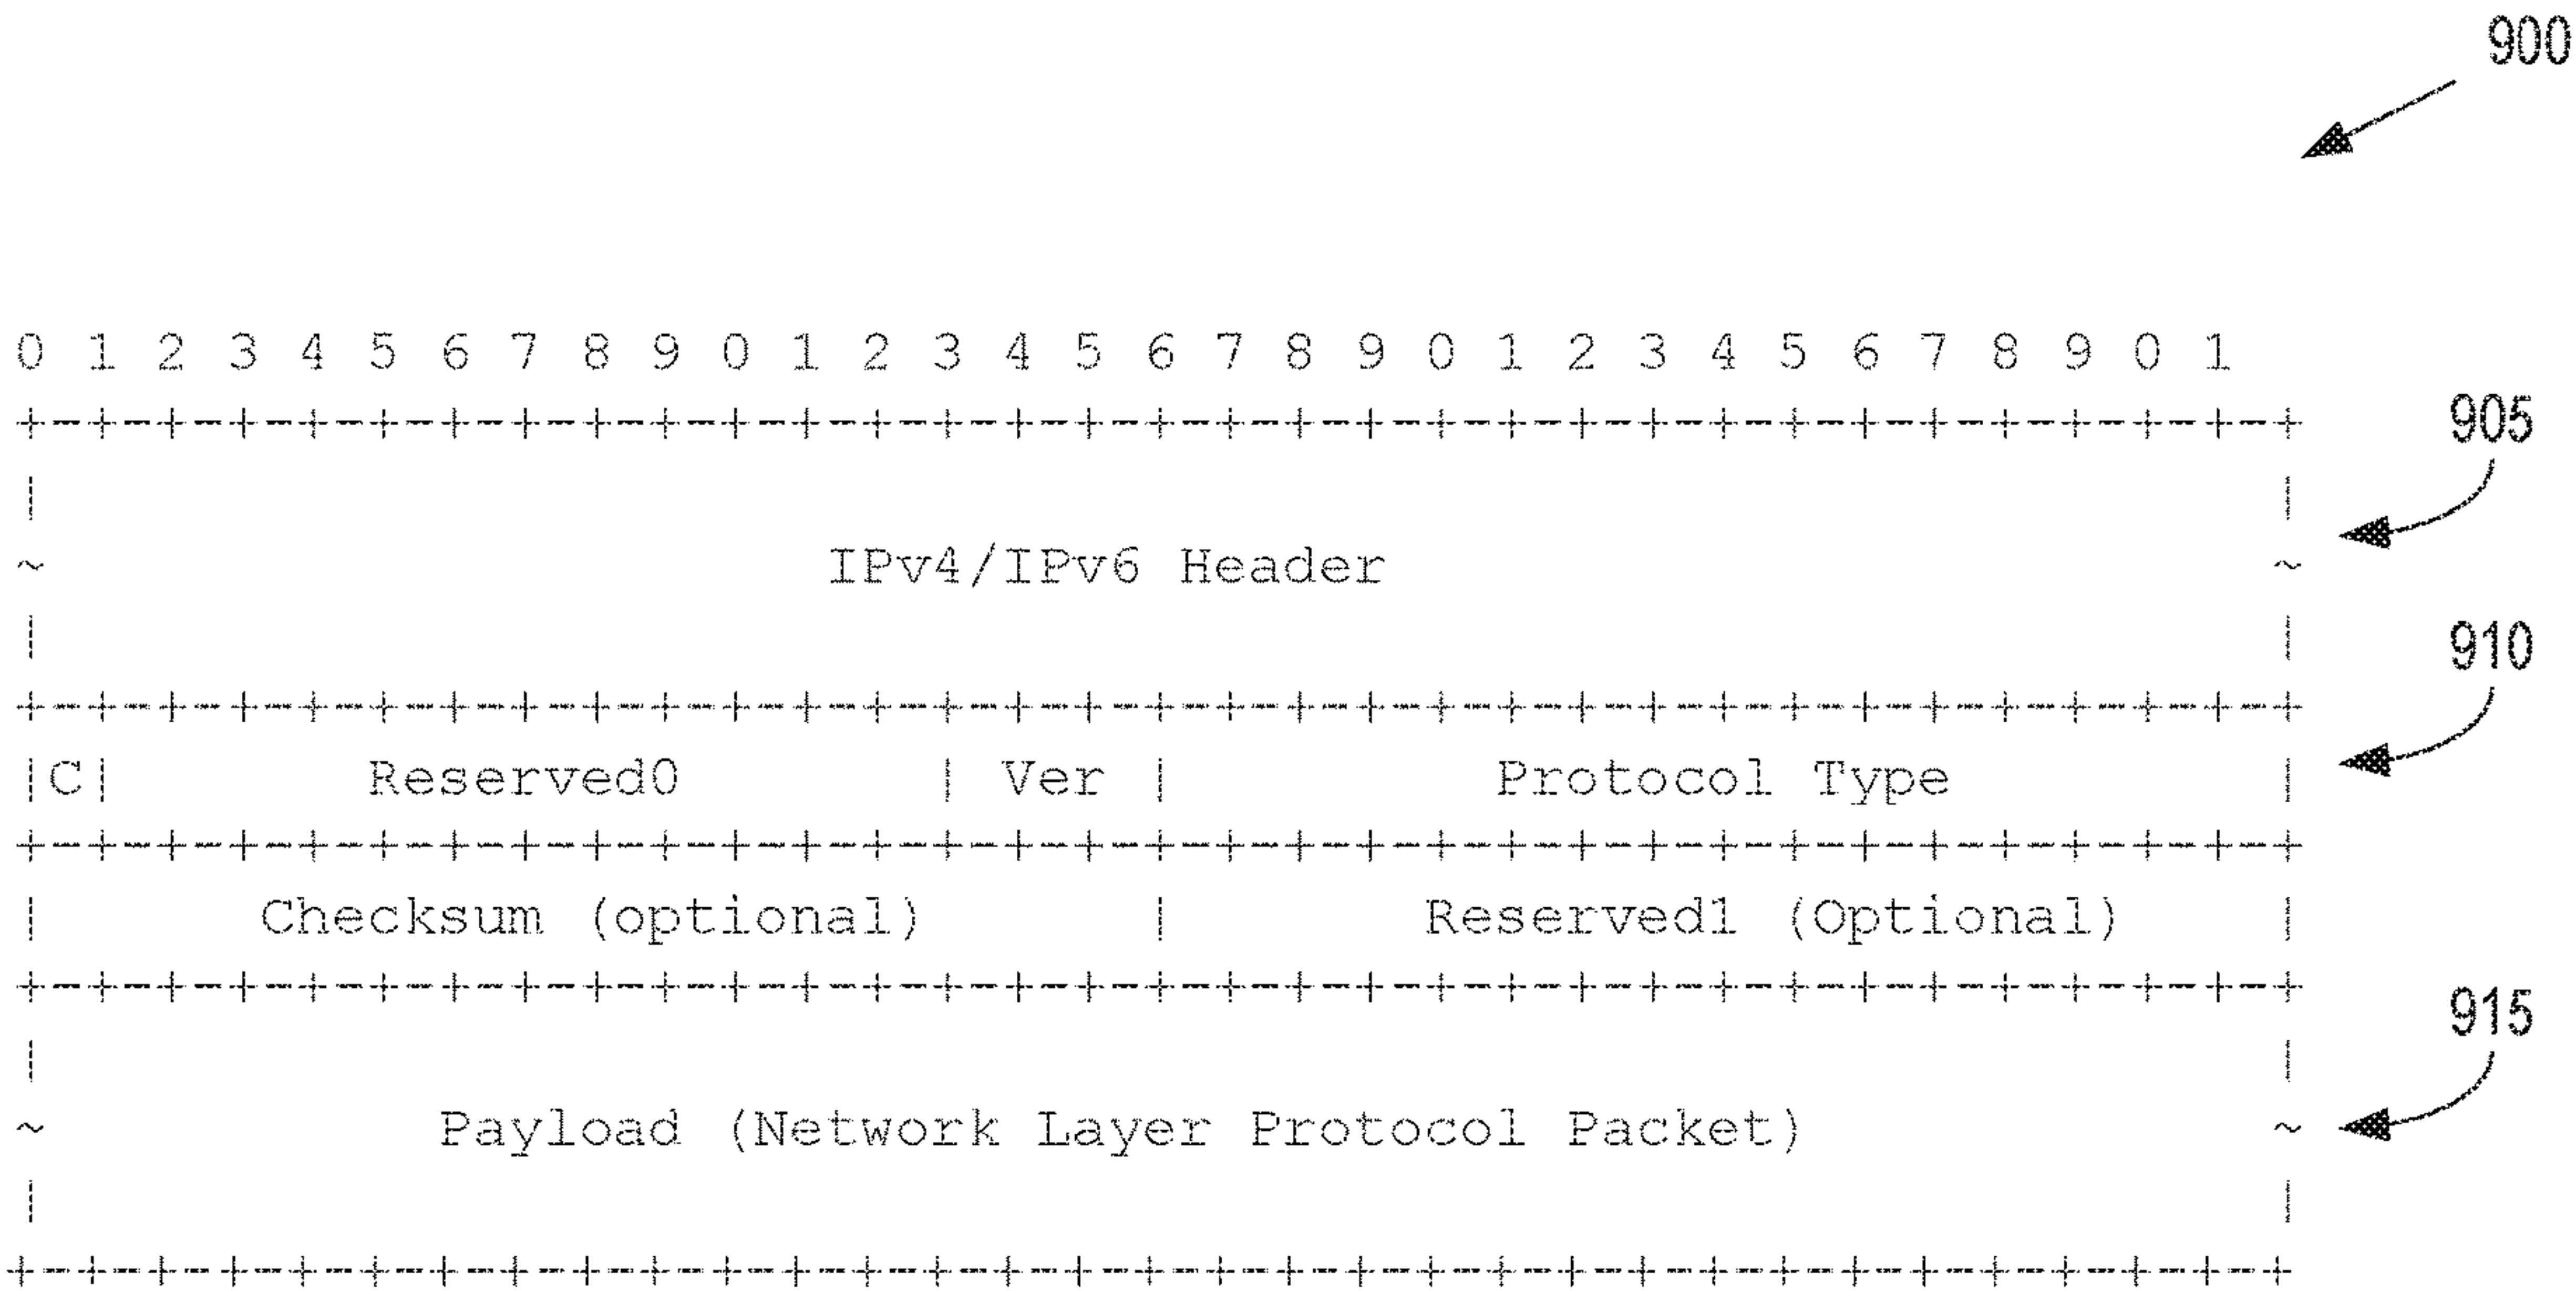 900
0 1 2 3 4 5 6 7 8 9 0 1 2 3 4 5 6 7 8 9 0 1 2 3 4 5 6 7 8 9 0 1
+-+-+-+-+-+-+-+-+-+-+-+-+-+-+-+-+-+-+-+-+-+-+-+-+-+-+-+-+-+-+-+-+
905
| |
~ IPv4/IPv6 Header ~
| |
910
+-+-+-+-+-+-+-+-+-+-+-+-+-+-+-+-+-+-+-+-+-+-+-+-+-+-+-+-+-+-+-+-+
|C| Reserved0 | Ver | Protocol Type |
+-+-+-+-+-+-+-+-+-+-+-+-+-+-+-+-+-+-+-+-+-+-+-+-+-+-+-+-+-+-+-+-+
| Checksum (optional) | Reserved1 (Optional) |
+-+-+-+-+-+-+-+-+-+-+-+-+-+-+-+-+-+-+-+-+-+-+-+-+-+-+-+-+-+-+-+-+
915
| |
~ Payload (Network Layer Protocol Packet) ~
| |
+-+-+-+-+-+-+-+-+-+-+-+-+-+-+-+-+-+-+-+-+-+-+-+-+-+-+-+-+-+-+-+-+